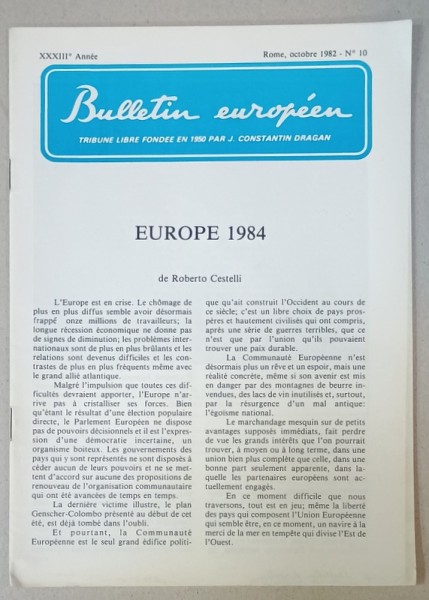 XXXIIIᵉ Année
Rome, octobre 1982 - N° 10
Bulletin européen
TRIBUNE LIBRE FONDEE EN 1950 PAR J. CONSTANTIN DRAGAN
EUROPE 1984
de Roberto Cestelli
L'Europe est en crise. Le chômage de
plus en plus diffus semble avoir désormais
frappé onze millions de travailleurs; la
longue récession économique ne donne pas
de signes de diminution; les problèmes inter-
nationaux sont de plus en plus brûlants et les
relations sont devenus difficiles et les con-
trastes de plus en plus fréquents même avec
le grand allié atlantique.
Malgré l'impulsion que toutes ces dif-
ficultés devraient apporter, l'Europe n'ar-
rive pas à cristalliser ses forces. Bien
qu'étant le résultat d'une élection populaire
directe, le Parlement Européen ne dispose
pas de pouvoirs décisionnels et il est l'expres-
sion d'une démocratie incertaine, un
organisme boiteux. Les gouvernements des
pays qui y sont représentés ne sont disposés à
céder aucun de leurs pouvoirs et ne se met-
tent d'accord sur aucune des propositions de
renouveau de l'organisation communautaire
qui ont été avancées de temps en temps.
La dernière victime illustre, le plan
Genscher-Colombo présenté au début de cet
été, est déjà tombé dans l'oubli.
Et pourtant, la Communauté
Européenne est le seul grand édifice politi-
que qu'ait construit l'Occident au cours de
ce siècle; c'est un libre choix de pays pros-
pères et hautement civilisés qui ont compris,
après une série de guerres terribles, que ce
n'est que par l'union qu'ils pouvaient
trouver une paix durable.
La Communauté Européenne n'est
désormais plus un rêve et un espoir, mais une
réalité concrète, même si son avenir est mis
en danger par des montagnes de beurre in-
vendues, des lacs de vin inutilisés et, surtout,
par la résurgence d'un mal antique:
l'égoïsme national.
Le marchandage mesquin sur de petits
avantages supposés immédiats, fait perdre
de vue les grands intérêts que l'on pourrait
trouver, à moyen ou à long terme, dans une
union bien plus complète que celle, dans une
bonne part seulement apparente, dans la-
quelle les partenaires européens sont ac-
tuellement engagés.
En ce moment difficile que nous
traversons, tout est en jeu; même la liberté
des pays qui composent l'Union Européenne
qui semble être, en ce moment, un navire à la
merci de la mer en tempête qui divise l'Est de
l'Ouest.